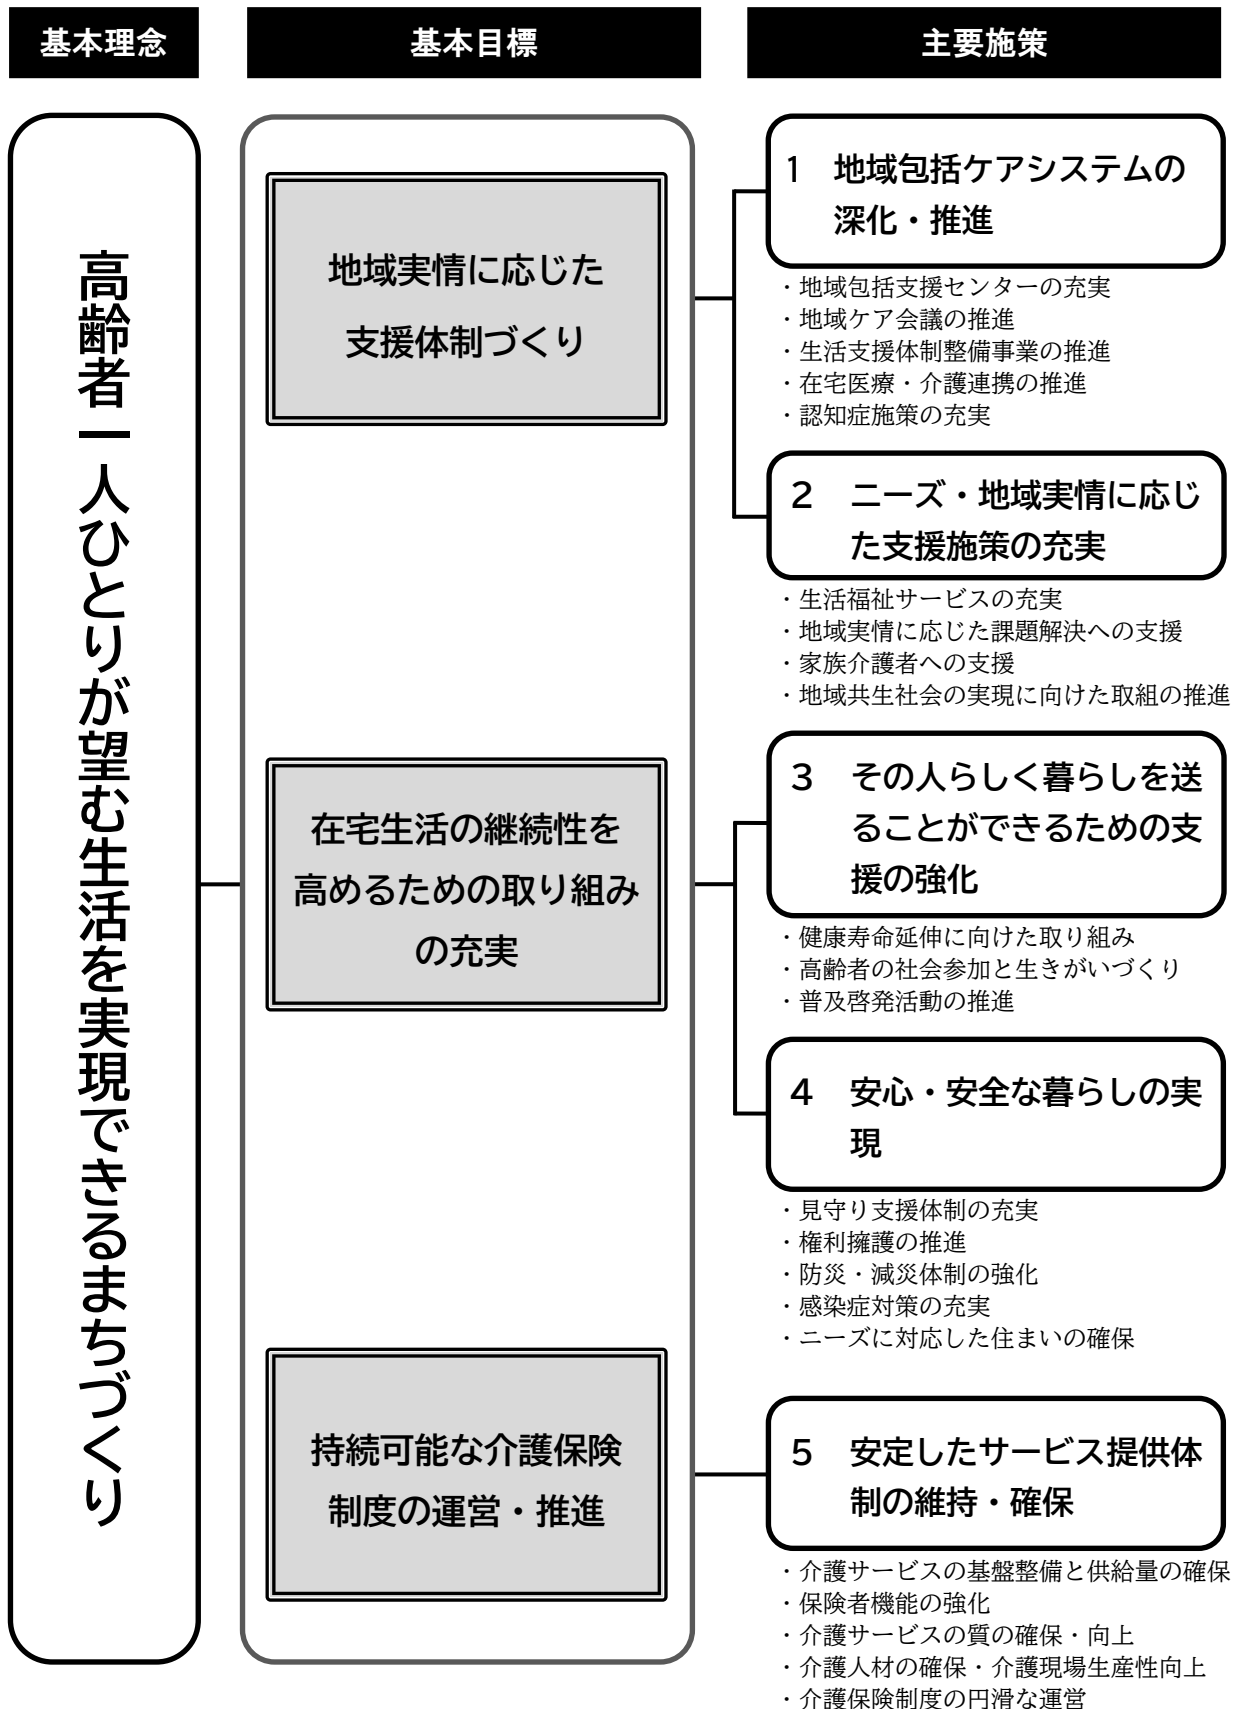 基本理念
基本目標
主要施策
高齢者一人ひとりが望む生活を実現できるまちづくり
地域実情に応じた
支援体制づくり
1　地域包括ケアシステムの
深化・推進
・地域包括支援センターの充実
・地域ケア会議の推進
・生活支援体制整備事業の推進
・在宅医療・介護連携の推進
・認知症施策の充実
2　ニーズ・地域実情に応じ
た支援施策の充実
・生活福祉サービスの充実
・地域実情に応じた課題解決への支援
・家族介護者への支援
・地域共生社会の実現に向けた取組の推進
在宅生活の継続性を
高めるための取り組み
の充実
3　その人らしく暮らしを送
ることができるための支
援の強化
・健康寿命延伸に向けた取り組み
・高齢者の社会参加と生きがいづくり
・普及啓発活動の推進
4　安心・安全な暮らしの実
現
・見守り支援体制の充実
・権利擁護の推進
・防災・減災体制の強化
・感染症対策の充実
・ニーズに対応した住まいの確保
持続可能な介護保険
制度の運営・推進
5　安定したサービス提供体
制の維持・確保
・介護サービスの基盤整備と供給量の確保
・保険者機能の強化
・介護サービスの質の確保・向上
・介護人材の確保・介護現場生産性向上
・介護保険制度の円滑な運営